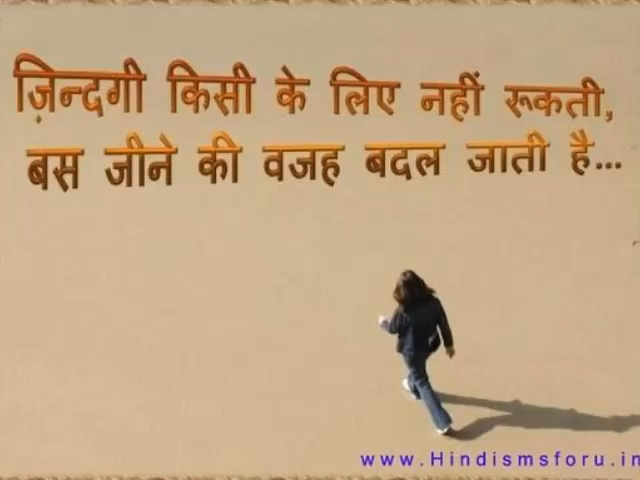 ज़िन्दगी किसी के लिए नहीं रूकती,
बस जीने की वजह बदल जाती है...
www.Hindismsforu.in